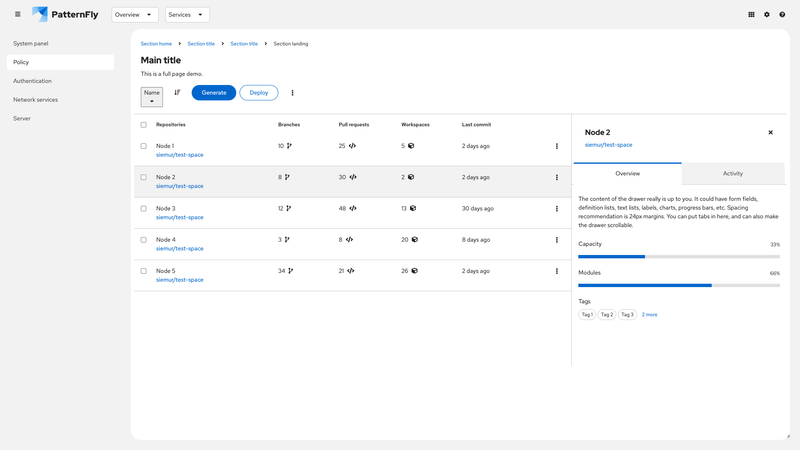 PatternFly
Overview
Services
System panel
Policy
Authentication
Network services
Server
Section home
Section title
Section title
Section landing
Main title
This is a full page demo.
Name
Generate
Deploy
Repositories Branches Pull requests Workspaces Last commit
Node 1 10 25 5 2 days ago
siemur/test-space
Node 2 8 30 2 2 days ago
siemur/test-space
Node 3 12 48 13 30 days ago
siemur/test-space
Node 4 3 8 20 8 days ago
siemur/test-space
Node 5 34 21 26 2 days ago
siemur/test-space
Node 2
siemur/test-space
Overview
Activity
The content of the drawer really is up to you. It could have form fields,
definition lists, text lists, labels, charts, progress bars, etc. Spacing
recommendation is 24px margins. You can put tabs in here, and can also make
the drawer scrollable.
Capacity 33%
Modules 66%
Tags
Tag 1 Tag 2 Tag 3 2 more